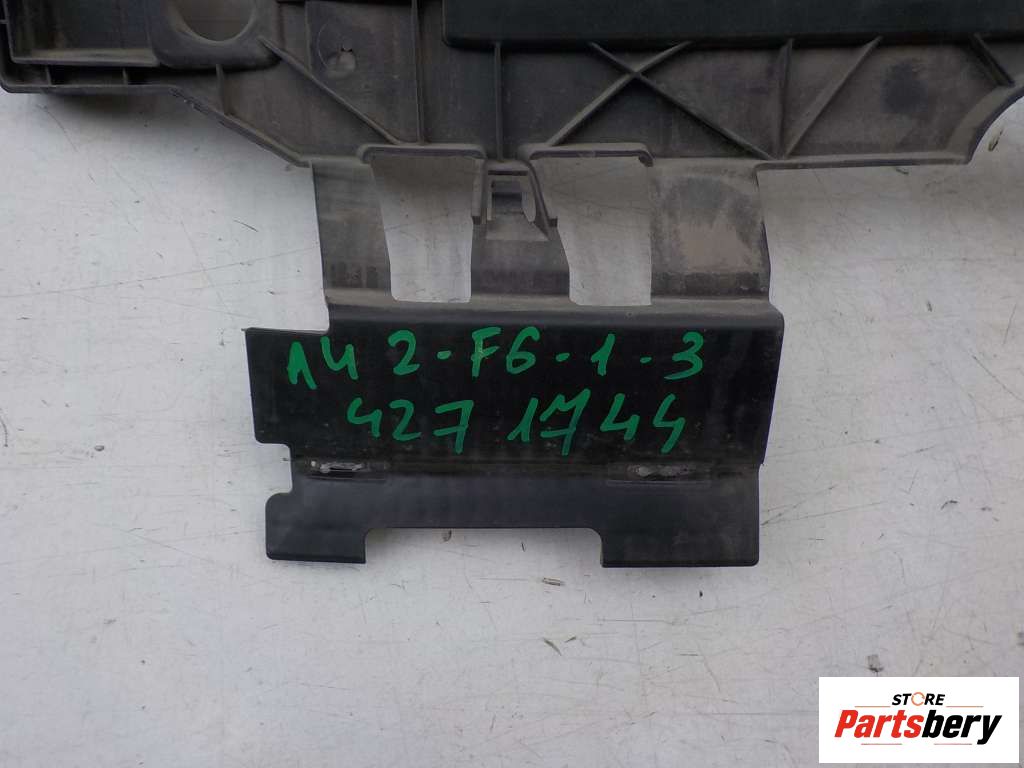 A4 2-F6-1-3
427 1744
STORE
Partsbery